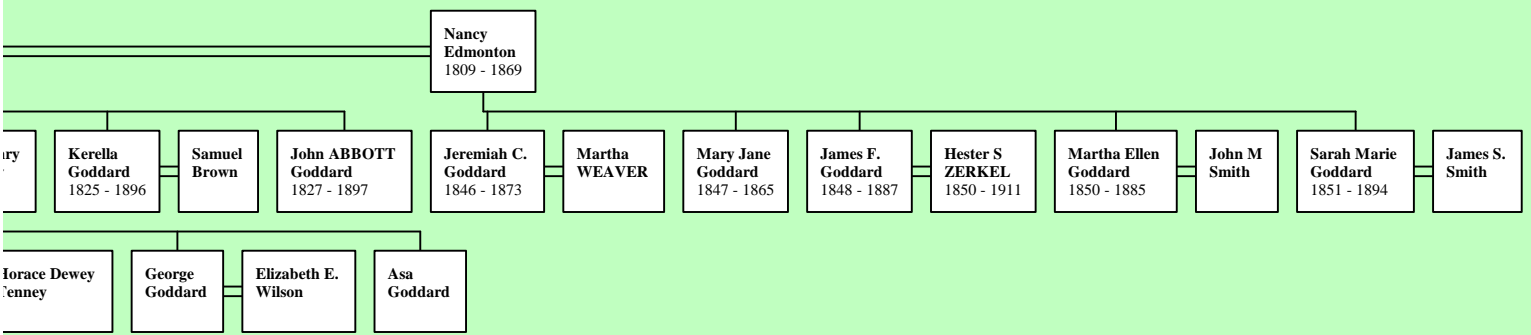 Nancy
Edmonton
1809 - 1869
Kerella
Goddard
1825 - 1896
Samuel
Brown
John ABBOTT
Goddard
1827 - 1897
Jeremiah C.
Goddard
1846 - 1873
Martha
WEAVER
Mary Jane
Goddard
1847 - 1865
James F.
Goddard
1848 - 1887
Hester S
ZERKEL
1850 - 1911
Martha Ellen
Goddard
1850 - 1885
John M
Smith
Sarah Marie
Goddard
1851 - 1894
James S.
Smith
Horace Dewey
Tenney
George
Goddard
Elizabeth E.
Wilson
Asa
Goddard